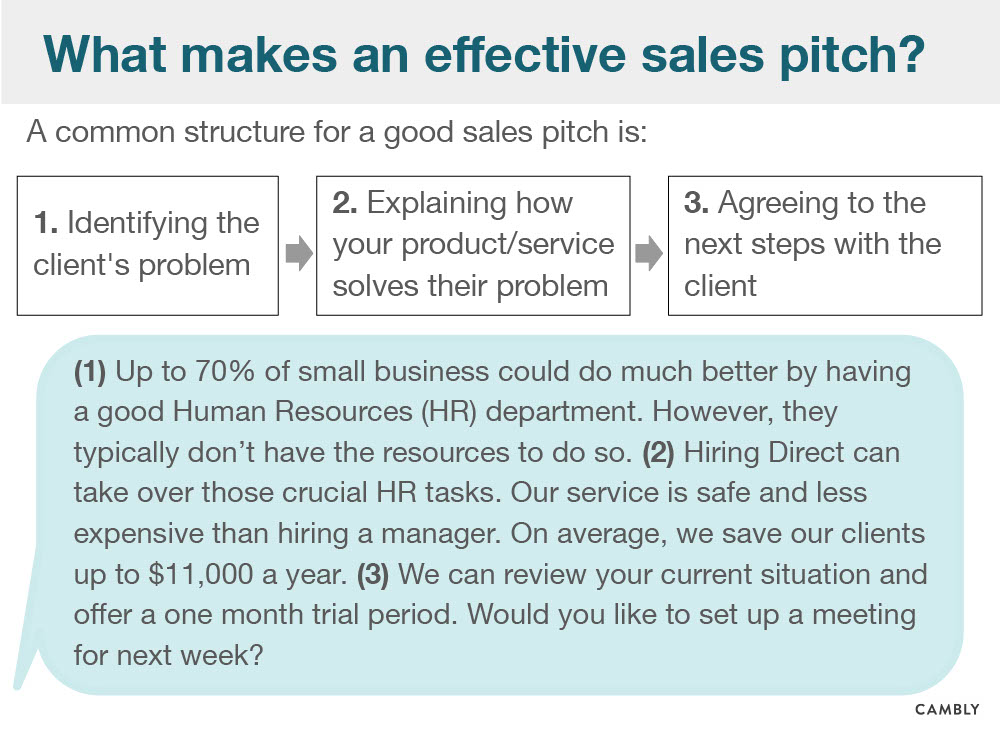 What makes an effective sales pitch?
A common structure for a good sales pitch is:
1. Identifying the
client's problem
2. Explaining how
your product/service
solves their problem
3. Agreeing to the
next steps with the
client
(1) Up to 70% of small business could do much better by having
a good Human Resources (HR) department. However, they
typically don’t have the resources to do so. (2) Hiring Direct can
take over those crucial HR tasks. Our service is safe and less
expensive than hiring a manager. On average, we save our clients
up to $11,000 a year. (3) We can review your current situation and
offer a one month trial period. Would you like to set up a meeting
for next week?
CAMBLY